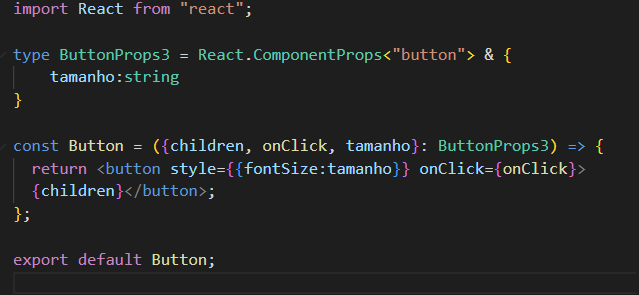 import React from "react";
type ButtonProps3 = React.ComponentProps<"button"> & {
tamanho:string
}
const Button = ({children, onClick, tamanho}: ButtonProps3) => {
return <button style={{fontSize:tamanho}} onClick={onClick}>
{children}</button>;
};
export default Button;